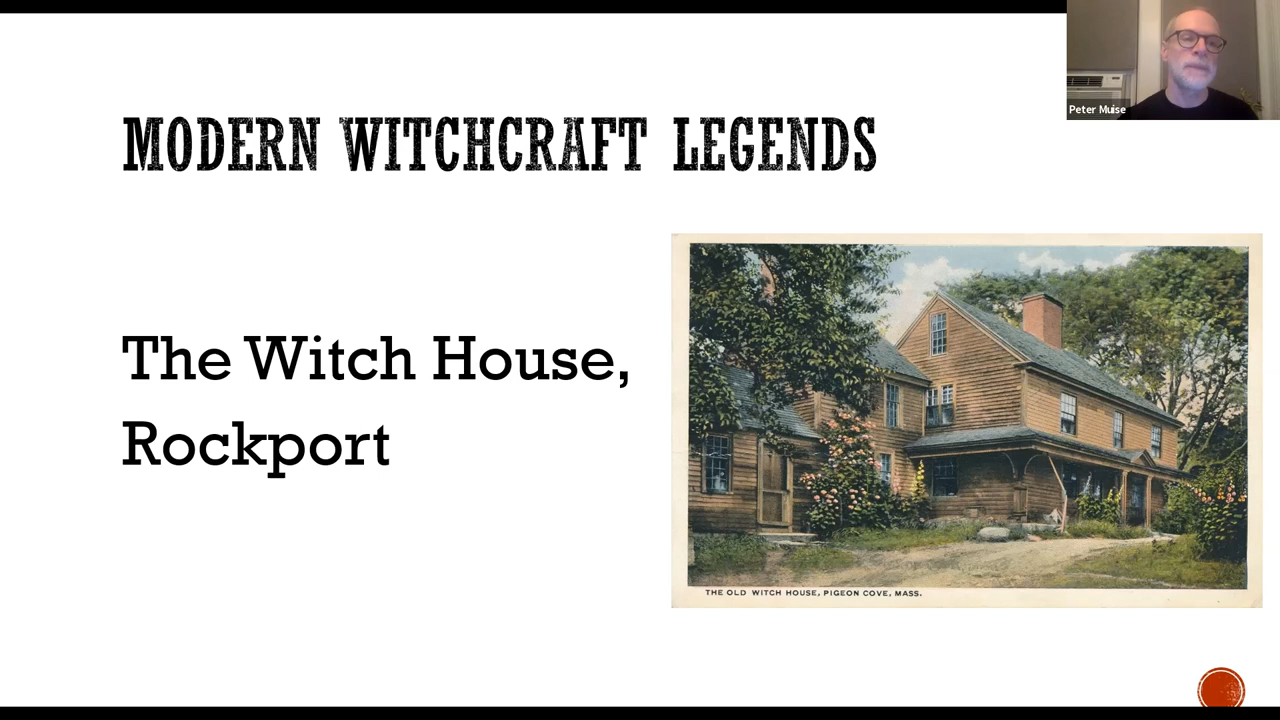 Peter Muise
MODERN WITCHCRAFT LEGENDS
The Witch House,
Rockport
THE OLD WITCH HOUSE, PIGEON COVE, MASS.